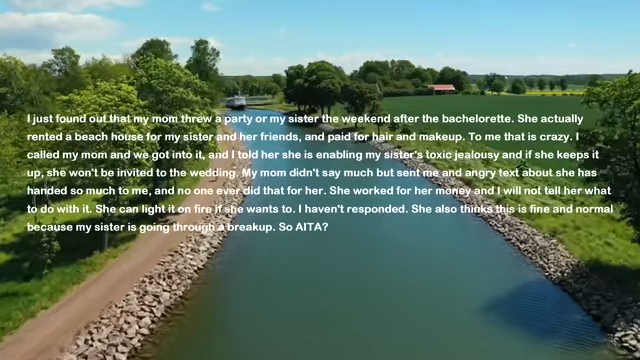 I just found out that my mom threw a party or my sister the weekend after the bachelorette. She actually
rented a beach house for my sister and her friends, and paid for hair and makeup. To me that is crazy. I
called my mom and we got into it, and I told her she is enabling my sister's toxic jealousy and if she keeps it
up, she won't be invited to the wedding. My mom didn't say much but sent me and angry text about she has
handed so much to me, and no one ever did that for her. She worked for her money and I will not tell her what
to do with it. She can light it on fire if she wants to. I haven't responded. She also thinks this is fine and normal
because my sister is going through a breakup. So AITA?